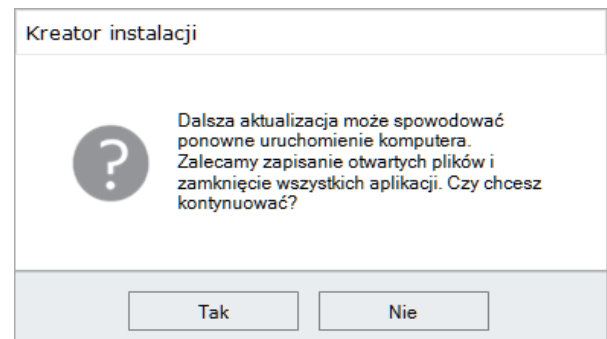 Kreator instalacji
Dalsza aktualizacja może spowodować
ponowne uruchomienie komputera.
Zalecamy zapisanie otwartych plików i
zamknięcie wszystkich aplikacji. Czy chcesz
kontynuować?
Tak
Nie